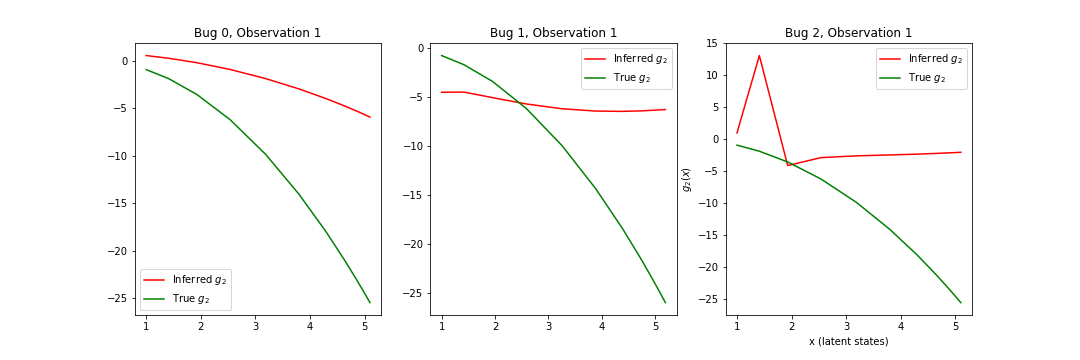 Bug 0, Observation 1
0
−5
−10
−15
−20
−25
1 2 3 4 5
Inferred g₂
True g₂
Bug 1, Observation 1
0
−5
−10
−15
−20
−25
1 2 3 4 5
Inferred g₂
True g₂
Bug 2, Observation 1
g₂(x)
15
10
5
0
−5
−10
−15
−20
−25
1 2 3 4 5
x (latent states)
Inferred g₂
True g₂